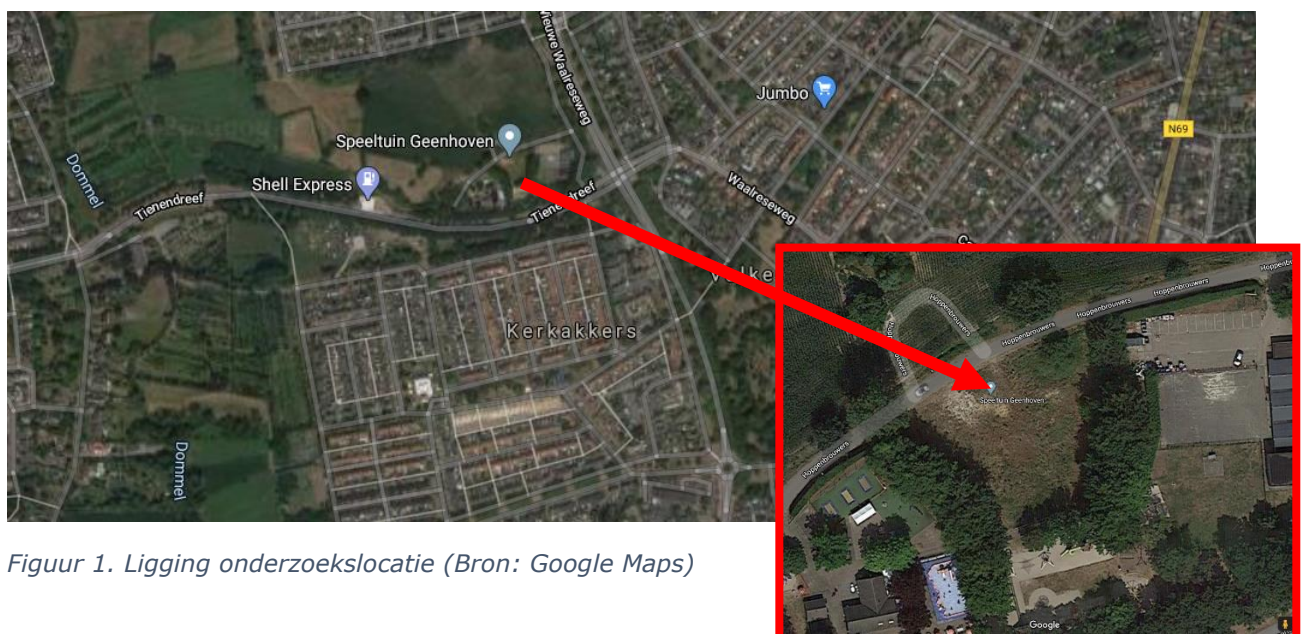 Nieuwe Waalreseweg
Jumbo
N69
Speeltuin Geenhoven
Dommel
Shell Express
Tienendreef
Tienendreef
Waalreseweg
Kerkakkers
Dommel
Hoppenbrouwers
Hoppenbrouwers
Hoppenbrouwers
Hoppenbrouwers
Speeltuin Geenhoven
Hoppenbrouwers
Google
Figuur 1. Ligging onderzoekslocatie (Bron: Google Maps)